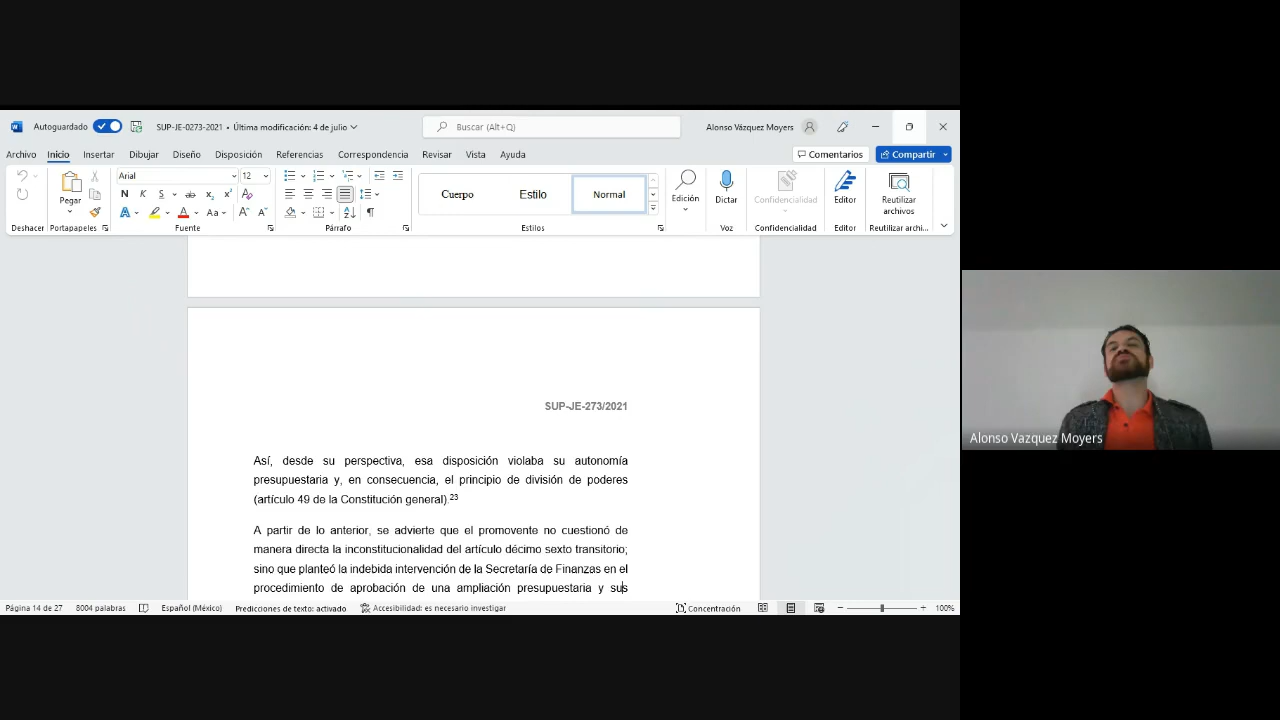 Autoguardado
SUP-JE-0273-2021 • Última modificación: 4 de julio
Buscar (Alt+Q)
Alonso Vázquez Moyers
Archivo Inicio Insertar Dibujar Diseño Disposición Referencias Correspondencia Revisar Vista Ayuda
Comentarios
Compartir
Pegar
Arial 12
N K S ab x₂ x²
A A Aa A A
Cuerpo Estilo Normal
Edición
Dictar
Confidencialidad
Editor
Reutilizar
archivos
Deshacer Portapapeles Fuente Párrafo Estilos Voz Confidencialidad Editor Reutilizar archi...
SUP-JE-273/2021
Así, desde su perspectiva, esa disposición violaba su autonomía
presupuestaria y, en consecuencia, el principio de división de poderes
(artículo 49 de la Constitución general).²³
A partir de lo anterior, se advierte que el promovente no cuestionó de
manera directa la inconstitucionalidad del artículo décimo sexto transitorio;
sino que planteó la indebida intervención de la Secretaría de Finanzas en el
procedimiento de aprobación de una ampliación presupuestaria y sus
Página 14 de 27 8004 palabras Español (México) Predicciones de texto: activado Accesibilidad: es necesario investigar Concentración 100%
Alonso Vazquez Moyers